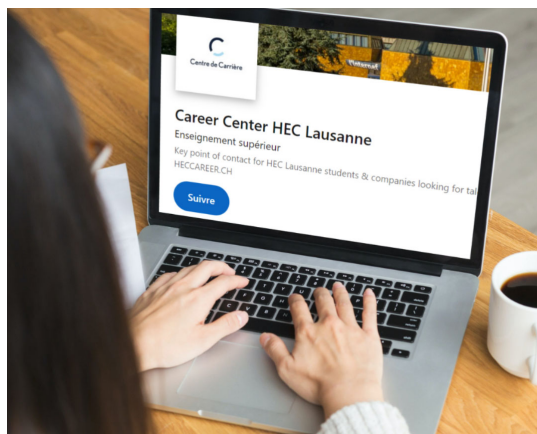 Centre de Carrière
Career Center HEC Lausanne
Enseignement supérieur
Key point of contact for HEC Lausanne students & companies looking for tal
HECCAREER.CH
Suivre